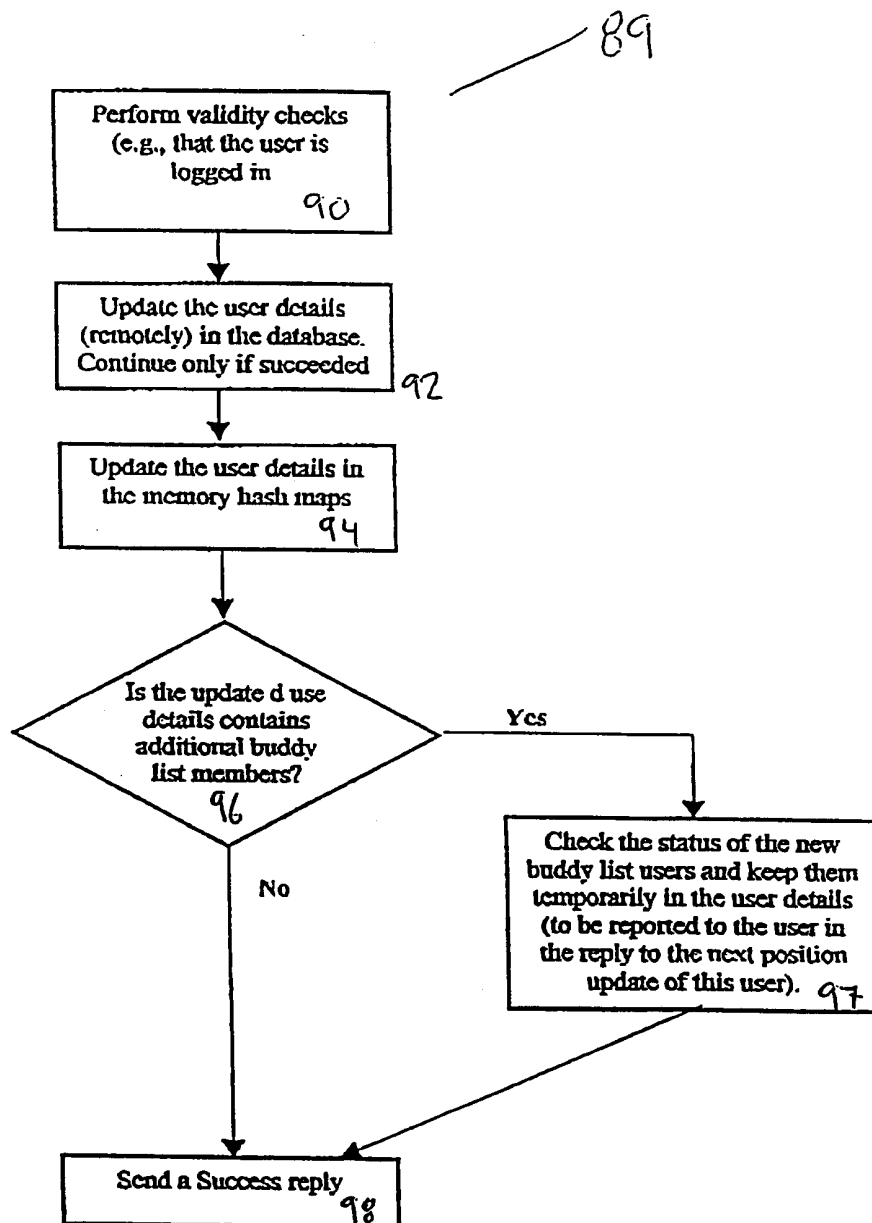 89
Perform validity checks
(e.g., that the user is
logged in
90
Update the user details
(remotely) in the database.
Continue only if succeeded
92
Update the user details in
the memory hash maps
94
Is the update d use
details contains
additional buddy
list members?
96
Yes
No
Check the status of the new
buddy list users and keep them
temporarily in the user details
(to be reported to the user in
the reply to the next position
update of this user).
97
Send a Success reply
98